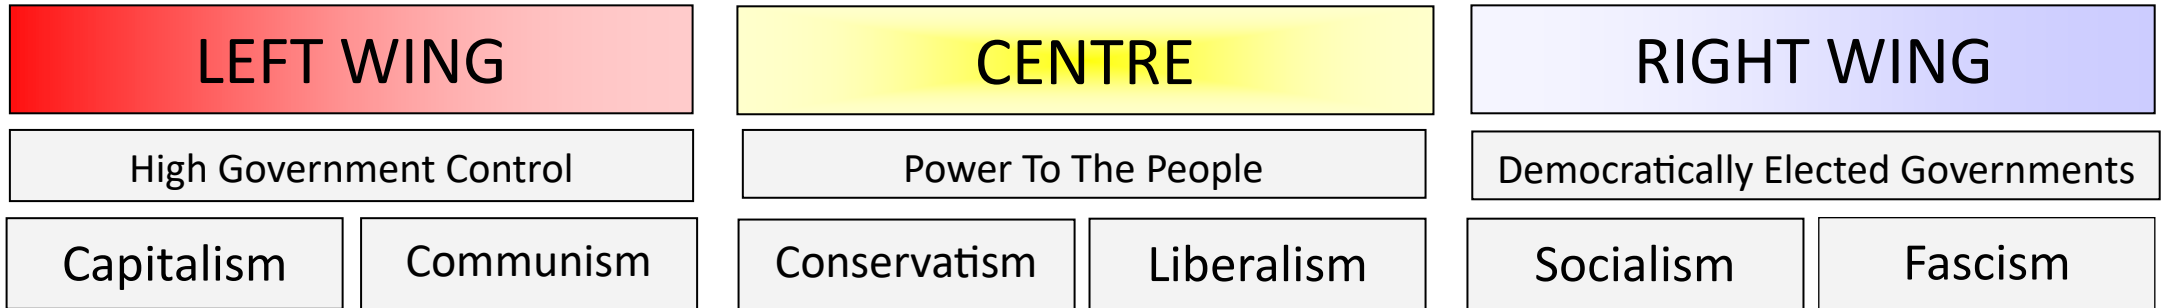 LEFT WING CENTRE RIGHT WING
High Government Control Power To The People Democratically Elected Governments
Capitalism Communism Conservatism Liberalism Socialism Fascism